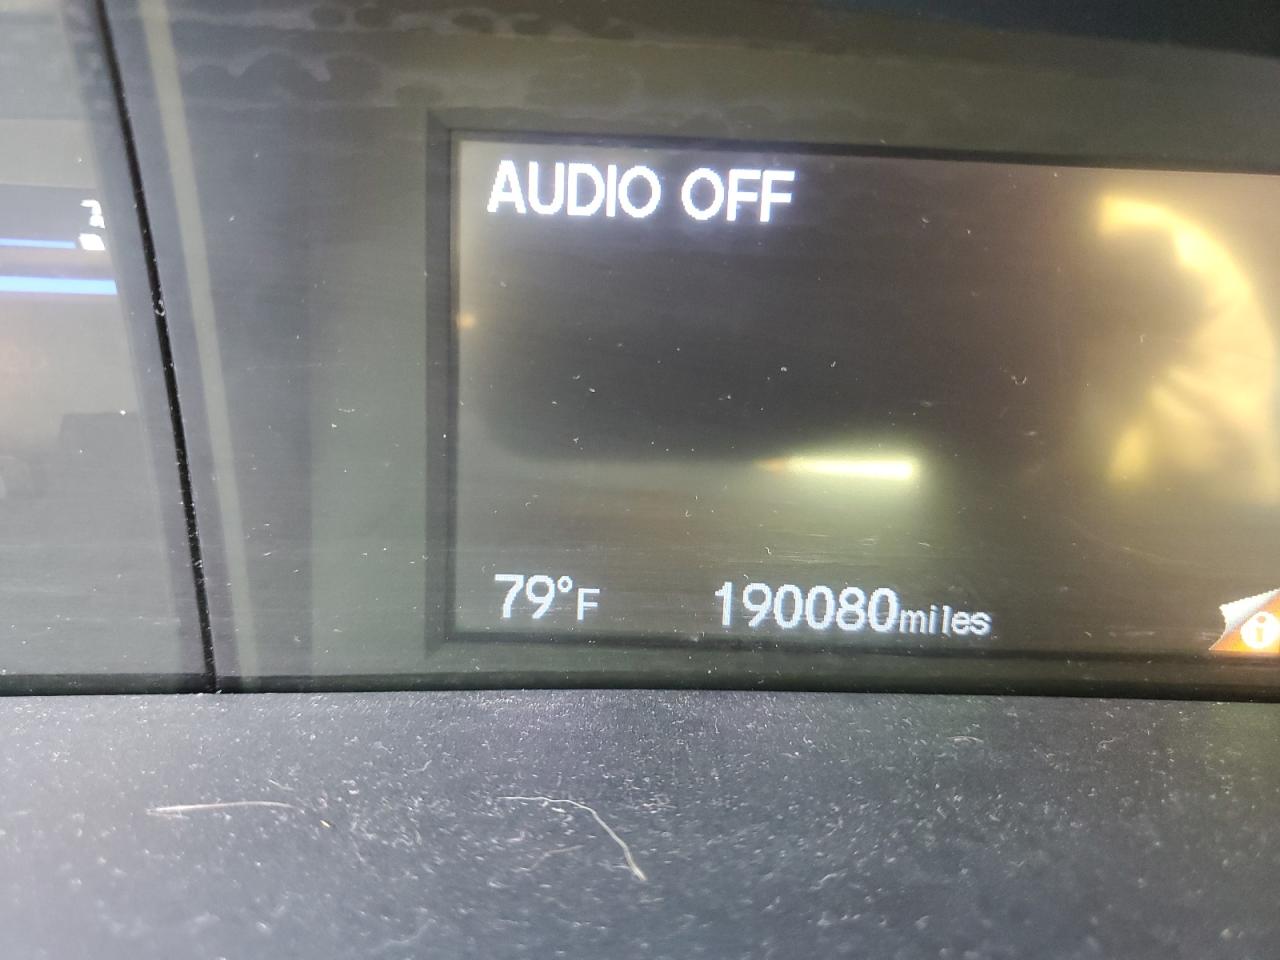 AUDIO OFF
79°F 190080miles
i